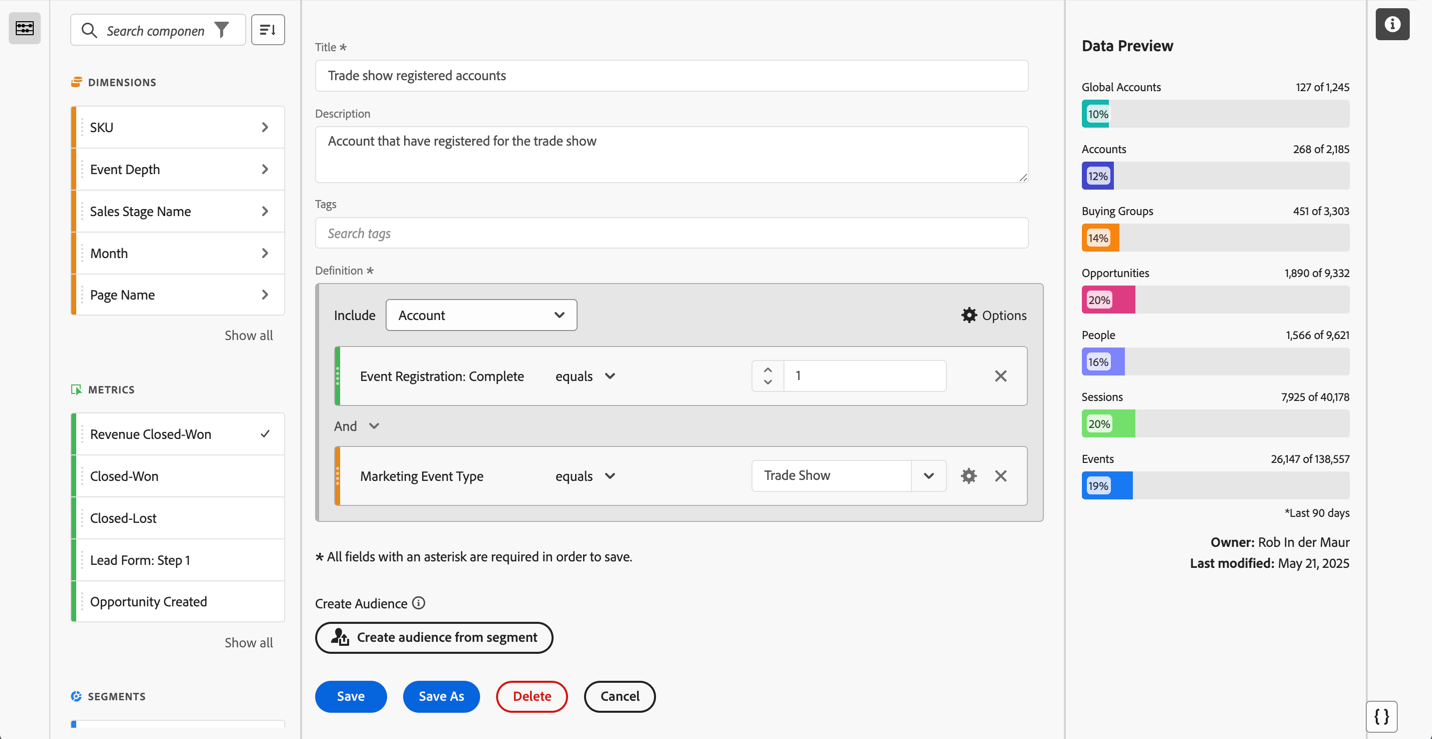 Search componen
DIMENSIONS
SKU
Event Depth
Sales Stage Name
Month
Page Name
Show all
METRICS
Revenue Closed-Won
Closed-Won
Closed-Lost
Lead Form: Step 1
Opportunity Created
Show all
SEGMENTS
Title *
Trade show registered accounts
Description
Account that have registered for the trade show
Tags
Search tags
Definition *
Include Account Options
Event Registration: Complete equals 1
And
Marketing Event Type equals Trade Show
* All fields with an asterisk are required in order to save.
Create Audience
Create audience from segment
Save Save As Delete Cancel
Data Preview
Global Accounts 127 of 1,245
10%
Accounts 268 of 2,185
12%
Buying Groups 451 of 3,303
14%
Opportunities 1,890 of 9,332
20%
People 1,566 of 9,621
16%
Sessions 7,925 of 40,178
20%
Events 26,147 of 138,557
19%
*Last 90 days
Owner: Rob In der Maur
Last modified: May 21, 2025
{ }